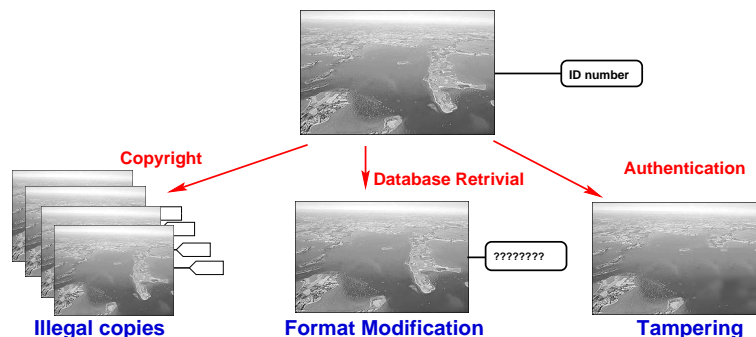 ID number
Copyright
Database Retrivial
Authentication
????????
Illegal copies
Format Modification
Tampering